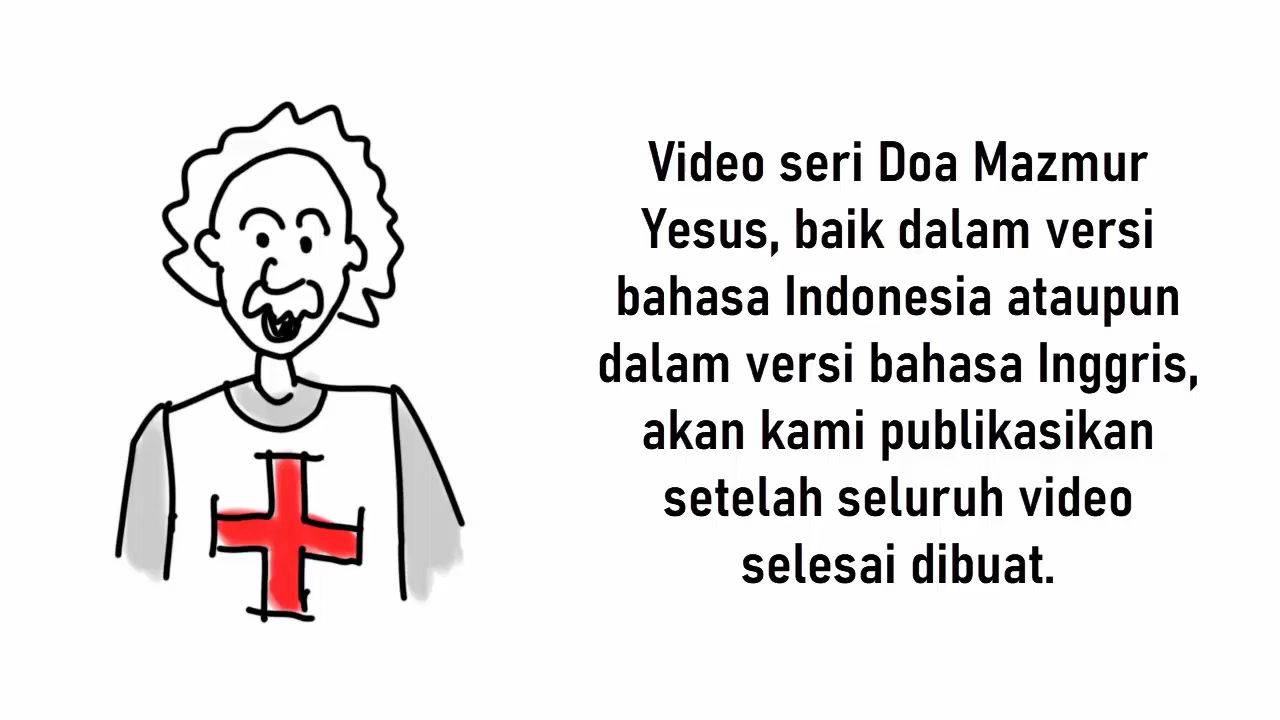 Video seri Doa Mazmur
Yesus, baik dalam versi
bahasa Indonesia ataupun
dalam versi bahasa Inggris,
akan kami publikasikan
setelah seluruh video
selesai dibuat.